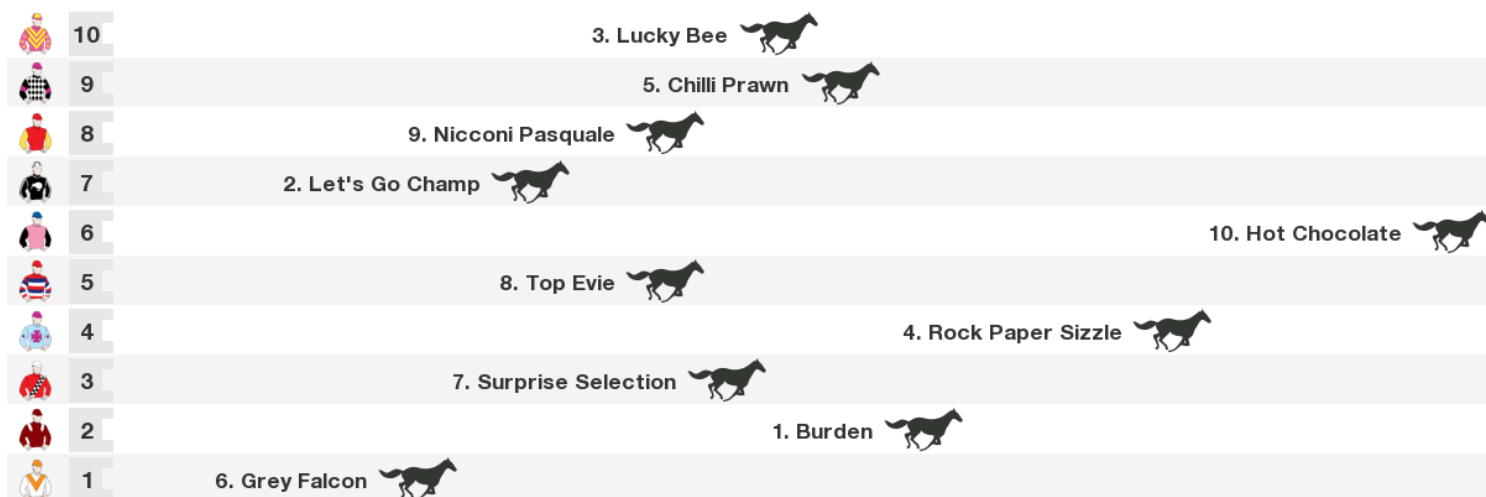 10 3. Lucky Bee
9 5. Chilli Prawn
8 9. Nicconi Pasquale
7 2. Let's Go Champ
6 10. Hot Chocolate
5 8. Top Evie
4 4. Rock Paper Sizzle
3 7. Surprise Selection
2 1. Burden
1 6. Grey Falcon